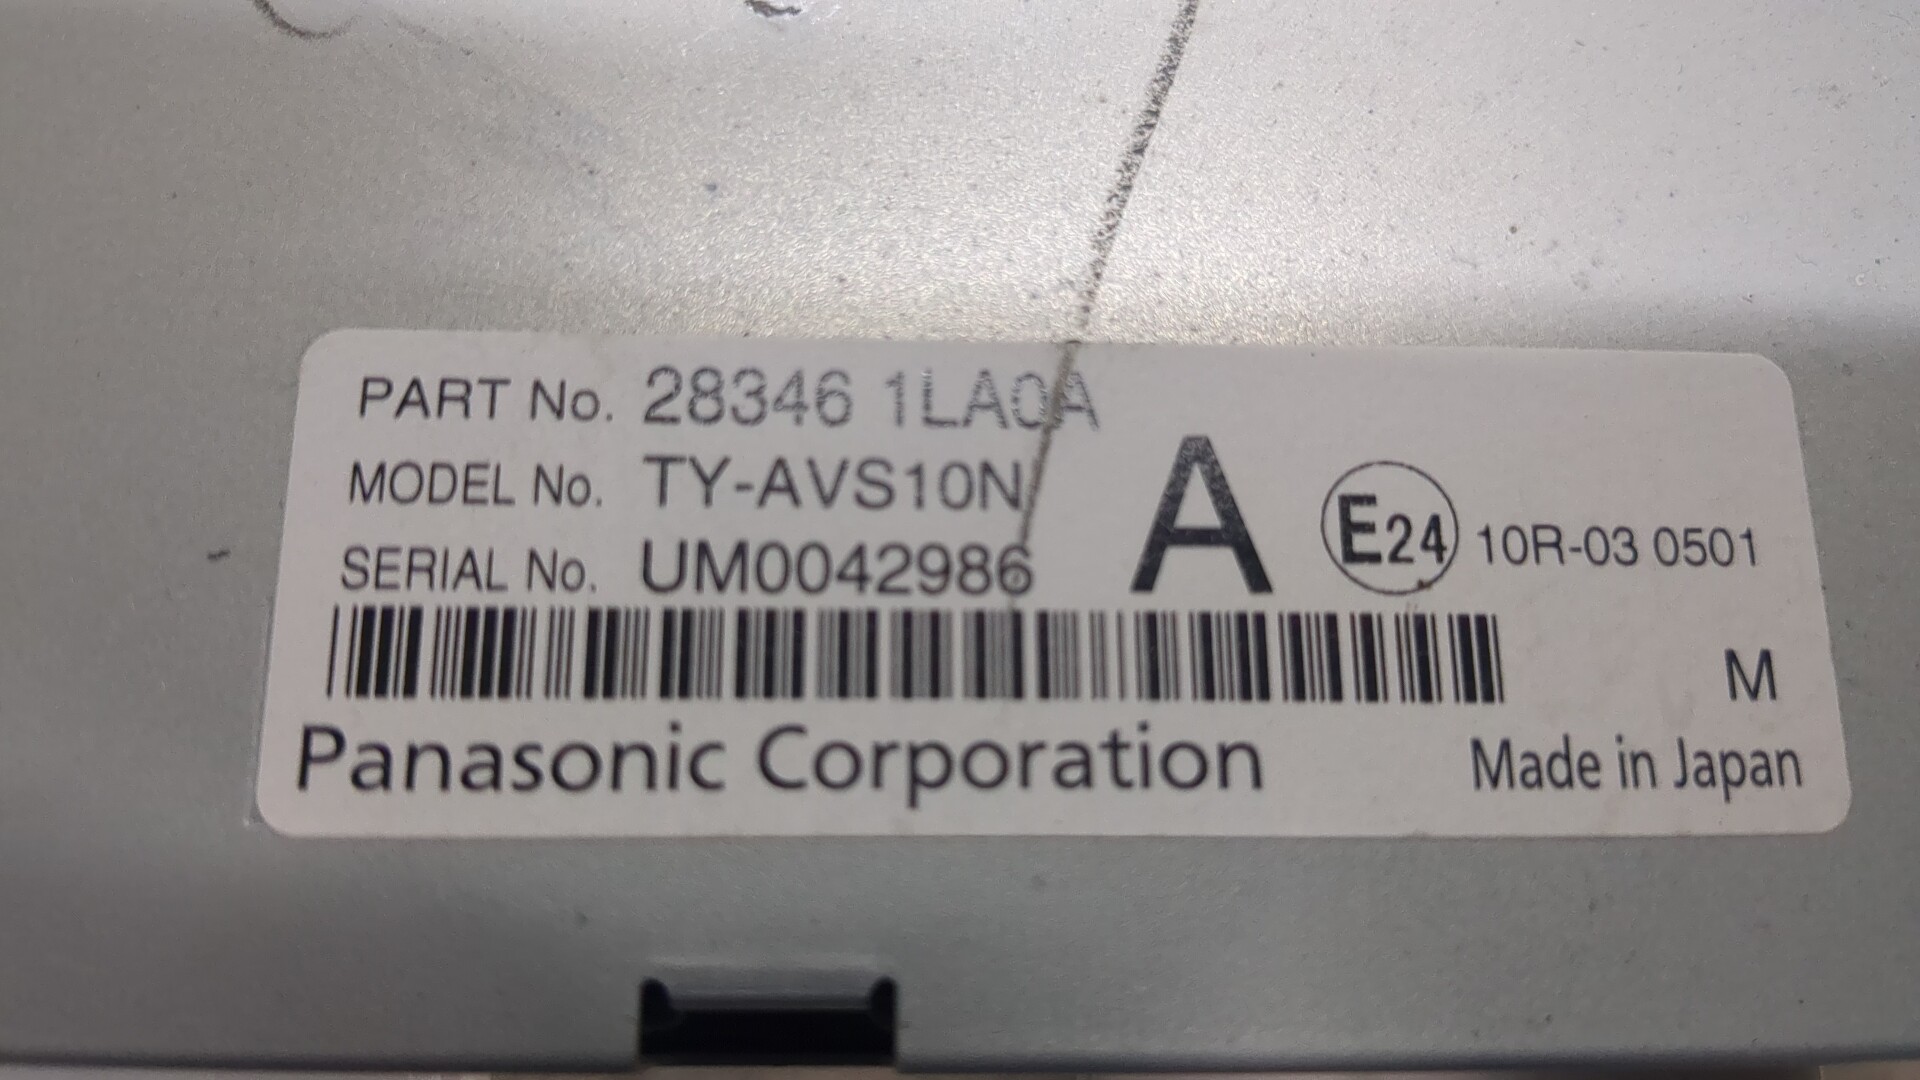 PART No. 28346 1LA0A
MODEL No. TY-AVS10N
SERIAL No. UM0042986
A
E24 10R-03 0501
M
Panasonic Corporation
Made in Japan